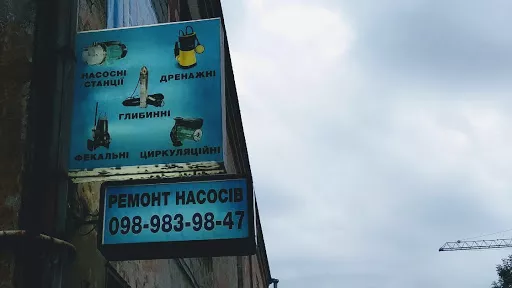 НАСОСНІ
СТАНЦІЇ
ДРЕНАЖНІ
ГЛИБИННІ
ФЕКАЛЬНІ
ЦИРКУЛЯЦІЙНІ
РЕМОНТ НАСОСІВ
098-983-98-47